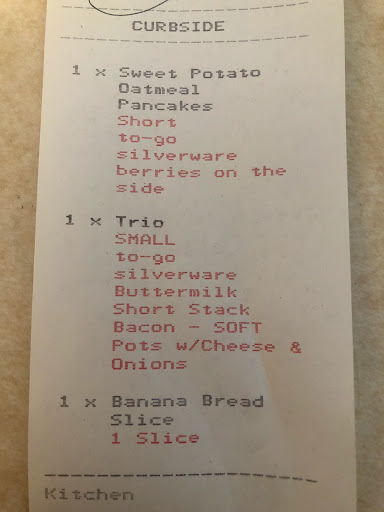 CURBSIDE
1 x Sweet Potato
Oatmeal
Pancakes
Short
to-go
silverware
berries on the
side
1 x Trio
SMALL
to-go
silverware
Buttermilk
Short Stack
Bacon - SOFT
Pots w/Cheese &
Onions
1 x Banana Bread
Slice
1 Slice
Kitchen